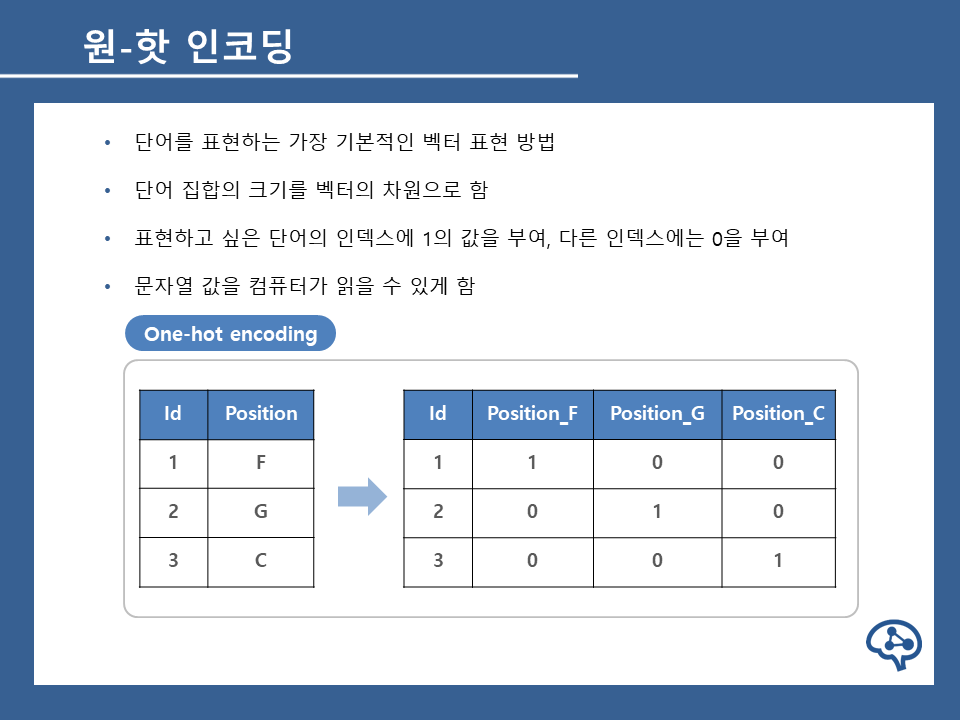 원-핫 인코딩
• 단어를 표현하는 가장 기본적인 벡터 표현 방법
• 단어 집합의 크기를 벡터의 차원으로 함
• 표현하고 싶은 단어의 인덱스에 1의 값을 부여, 다른 인덱스에는 0을 부여
• 문자열 값을 컴퓨터가 읽을 수 있게 함
One-hot encoding
Id Position
1 F
2 G
3 C
Id Position_F Position_G Position_C
1 1 0 0
2 0 1 0
3 0 0 1